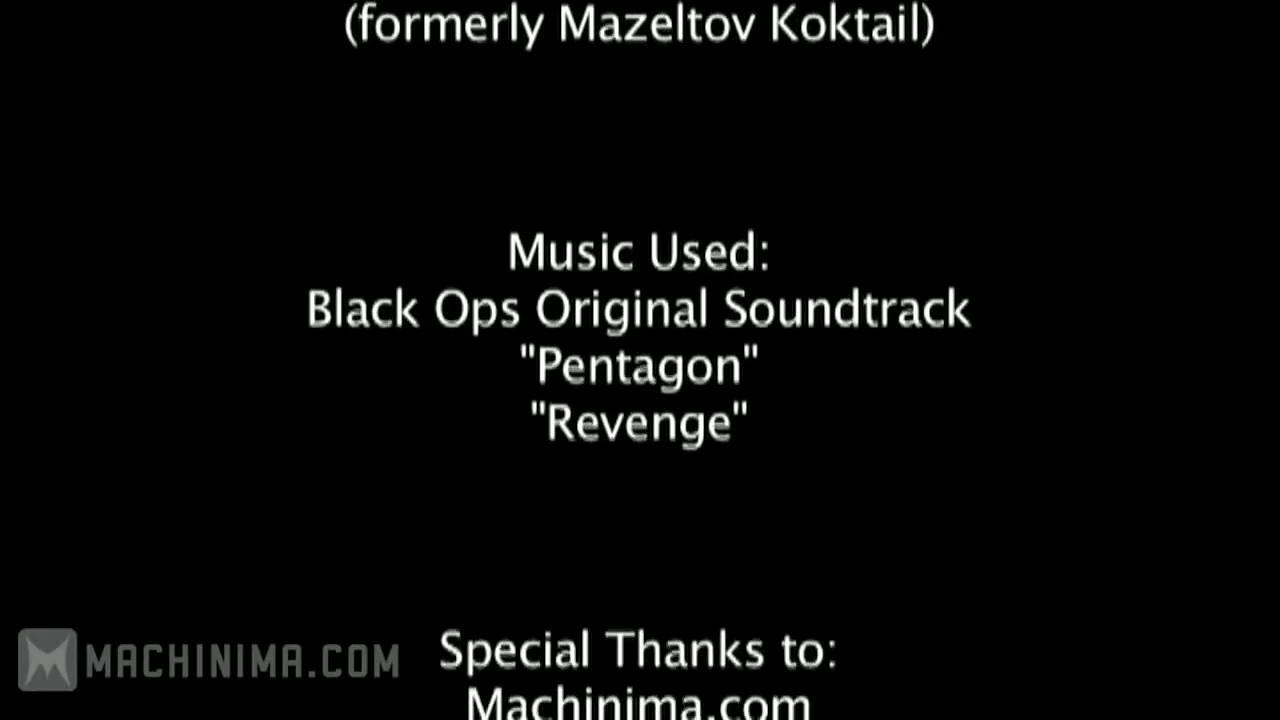 (formerly Mazeltov Koktail)
Music Used:
Black Ops Original Soundtrack
"Pentagon"
"Revenge"
Special Thanks to:
MACHINIMA.COM
Machinima.com